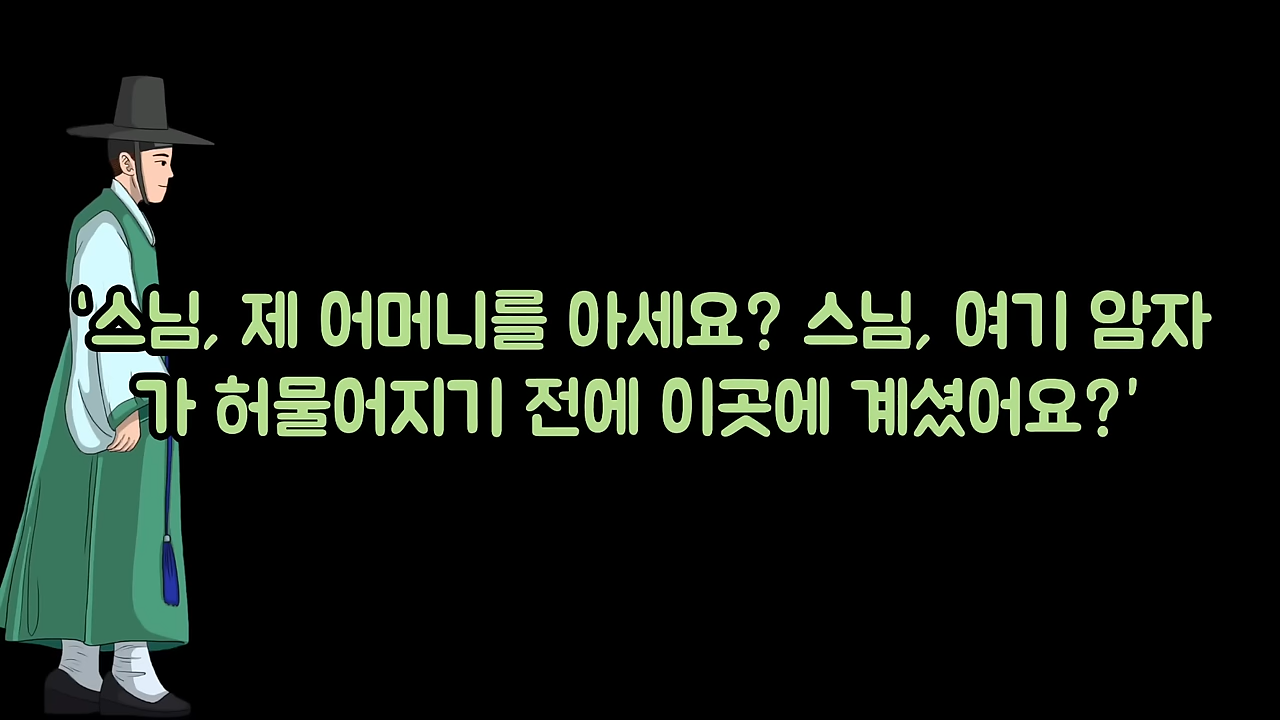 '스님, 제 어머니를 아세요? 스님, 여기 암자
가 허물어지기 전에 이곳에 계셨어요?'